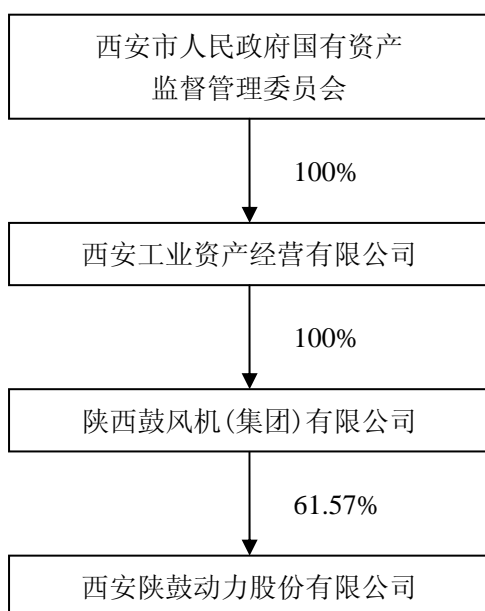 西安市人民政府国有资产
监督管理委员会
100%
西安工业资产经营有限公司
100%
陕西鼓风机(集团)有限公司
61.57%
西安陕鼓动力股份有限公司